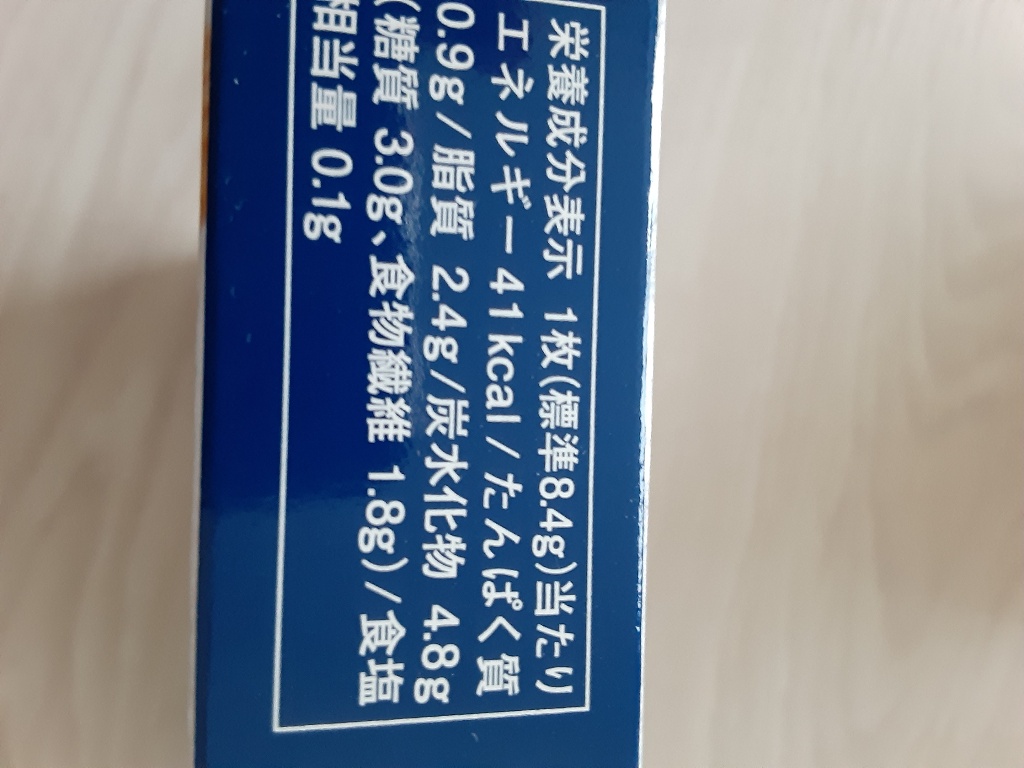 栄養成分表示 1枚(標準8.4g)当たり
エネルギー 41kcal/たんぱく質
0.9g/脂質 2.4g/炭水化物 4.8g
(糖質 3.0g、食物繊維 1.8g)/食塩
相当量 0.1g